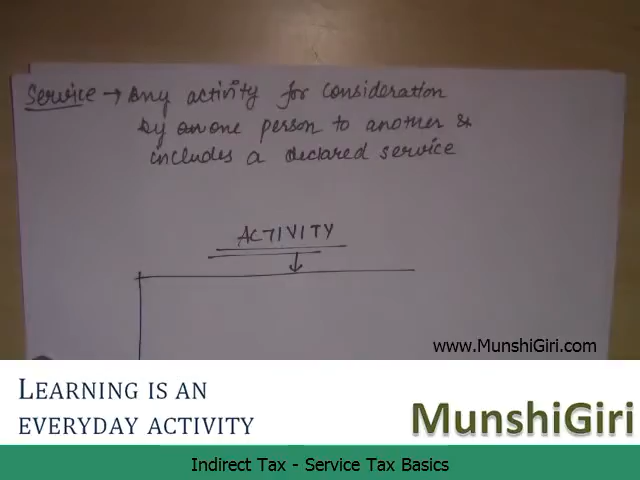 Service → Any activity for consideration
by an one person to another &
includes a declared service
ACTIVITY
www.MunshiGiri.com
LEARNING IS AN
EVERYDAY ACTIVITY
MunshiGiri
Indirect Tax - Service Tax Basics